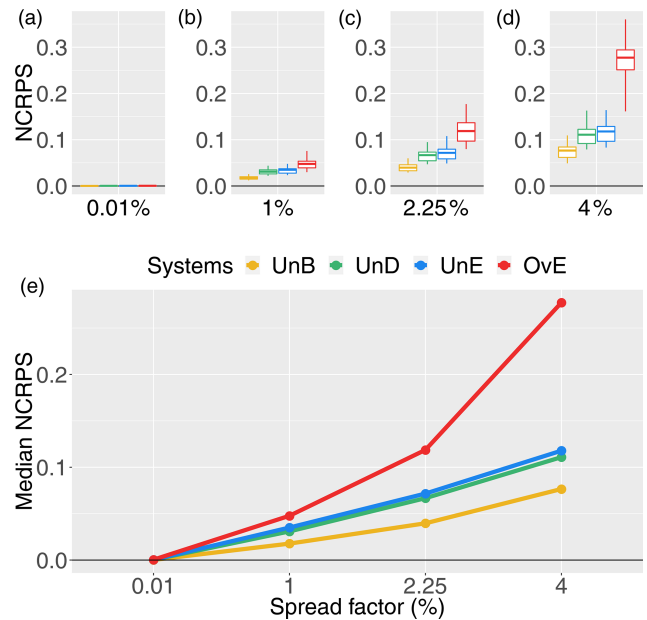 (a) (b) (c) (d)
NCRPS
0.3 0.3 0.3 0.3
0.2 0.2 0.2 0.2
0.1 0.1 0.1 0.1
0.0 0.0 0.0 0.0
0.01% 1% 2.25% 4%
Systems UnB UnD UnE OvE
(e)
Median NCRPS
0.2
0.1
0.0
0.01 1 2.25 4
Spread factor (%)